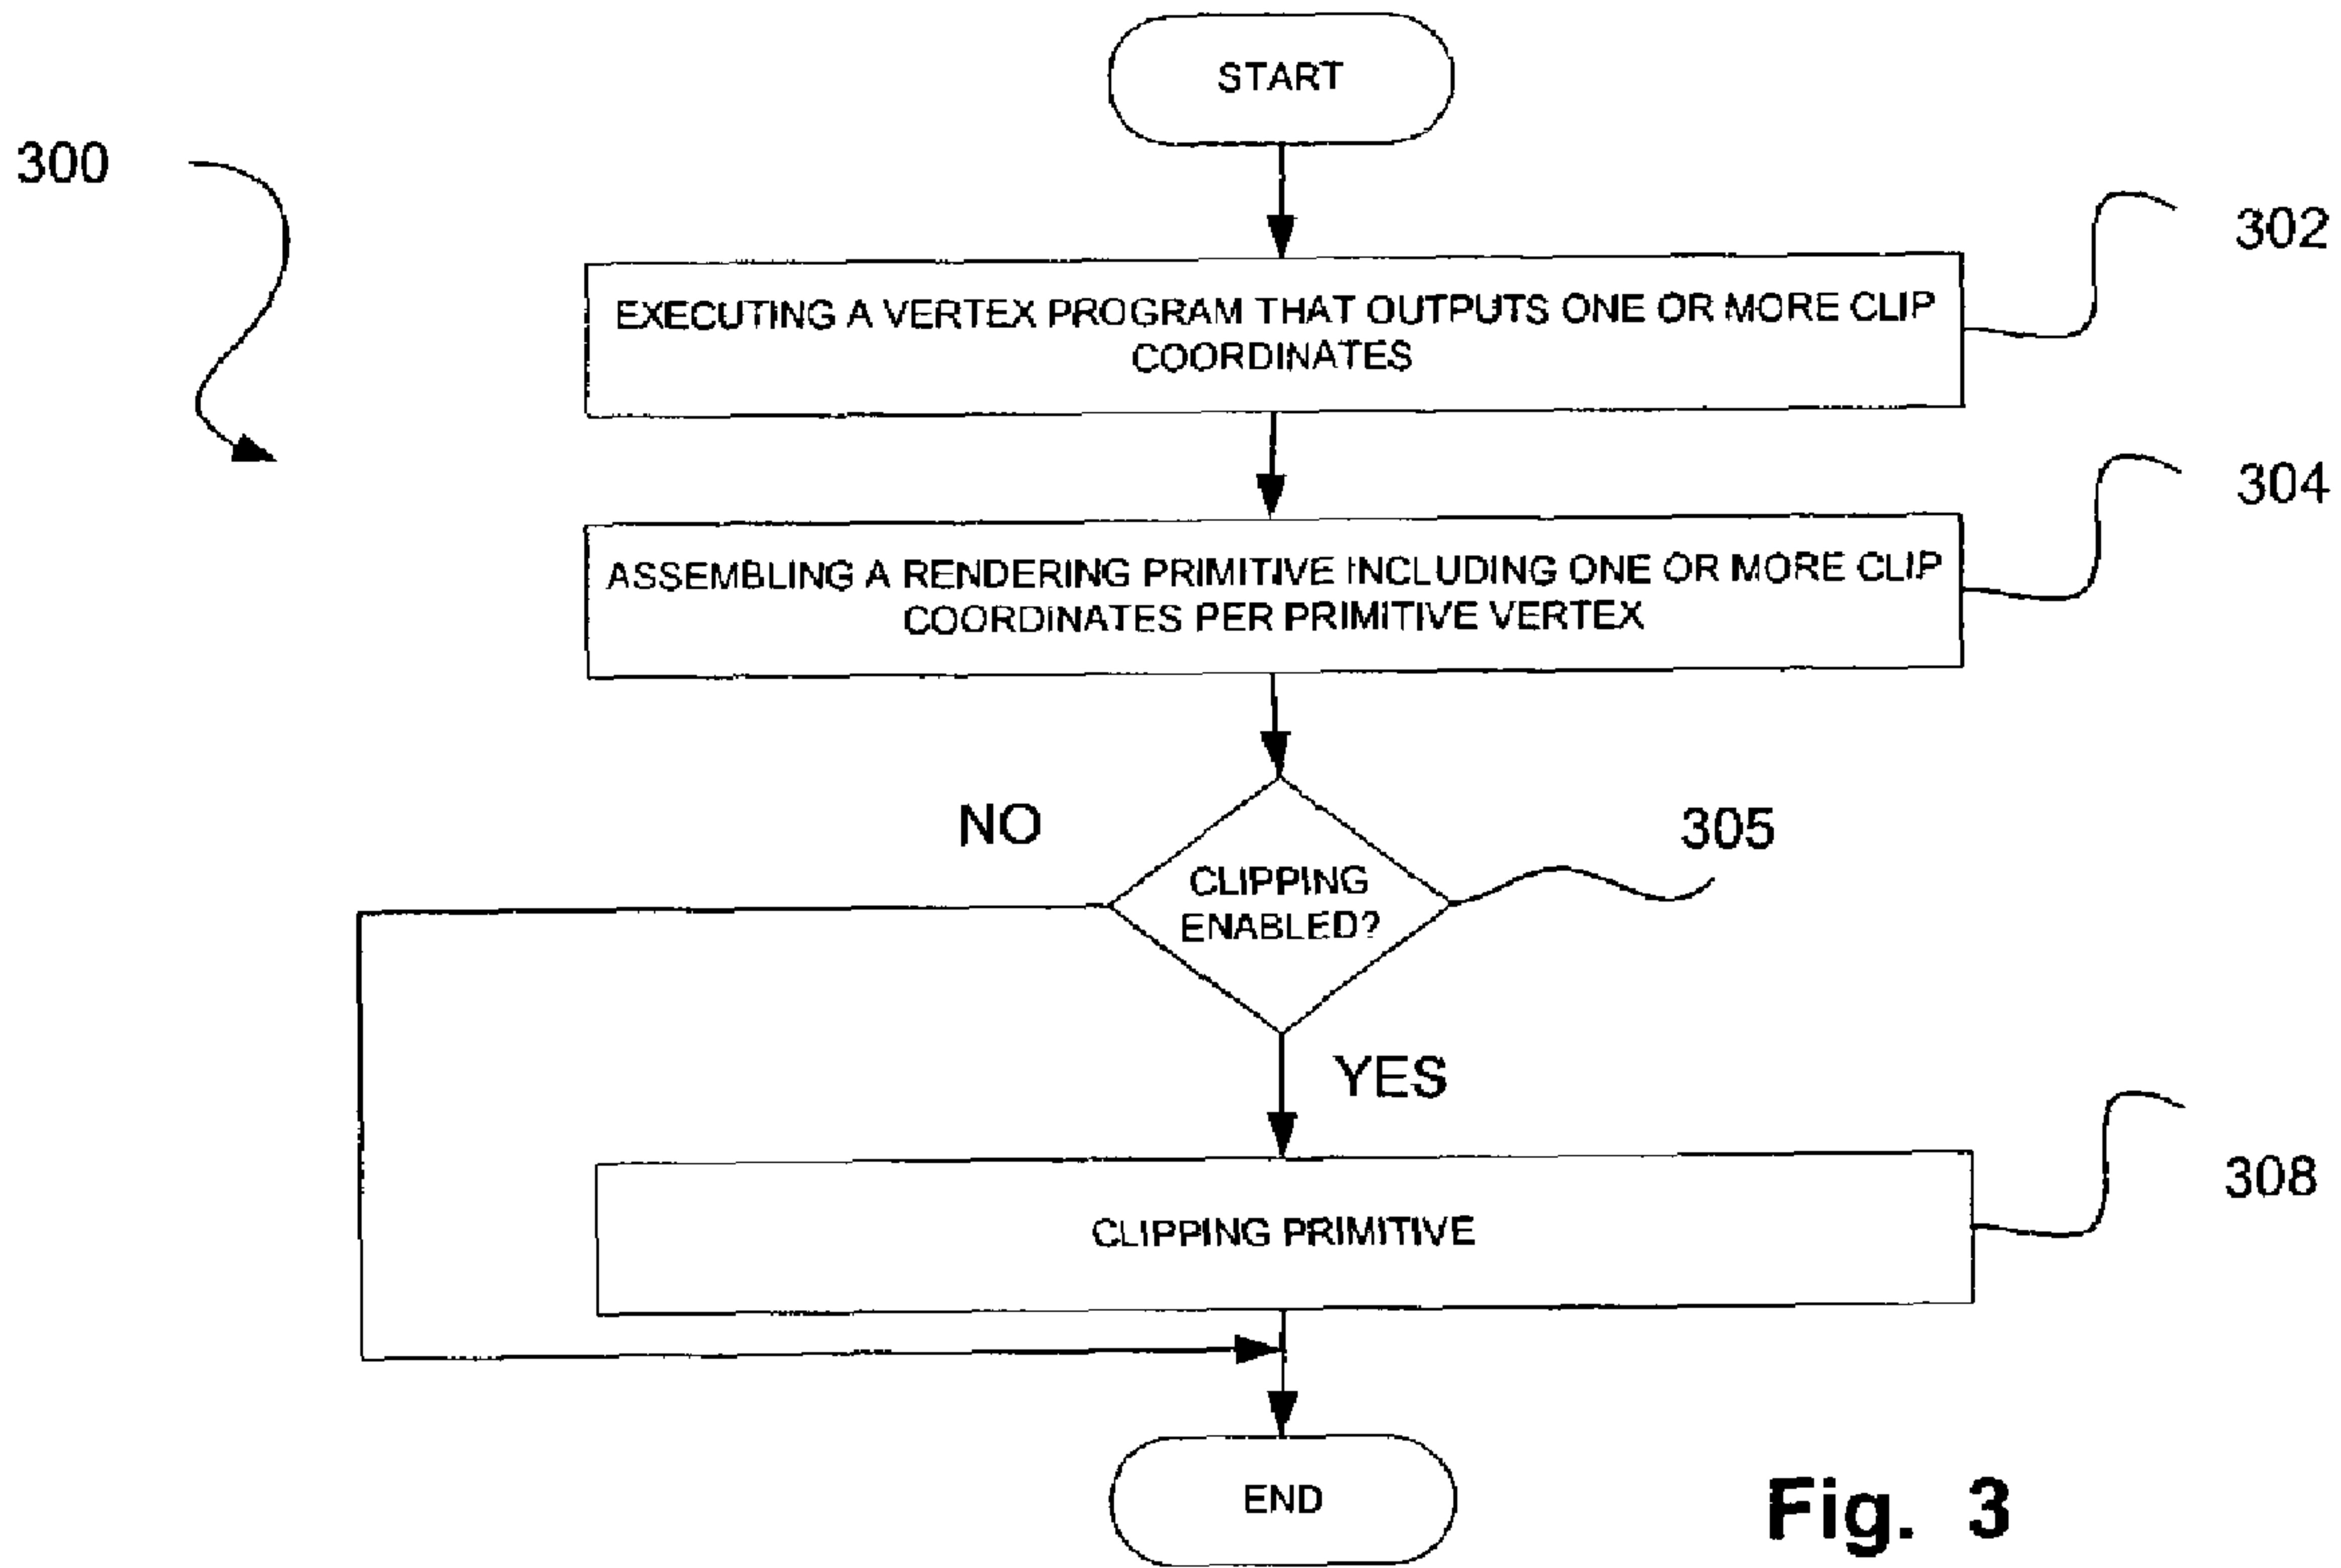 START
300
302
EXECUTING A VERTEX PROGRAM THAT OUTPUTS ONE OR MORE CLIP
COORDINATES
304
ASSEMBLING A RENDERING PRIMITIVE INCLUDING ONE OR MORE CLIP
COORDINATES PER PRIMITIVE VERTEX
NO
305
CLIPPING
ENABLED?
YES
308
CLIPPING PRIMITIVE
END
Fig. 3